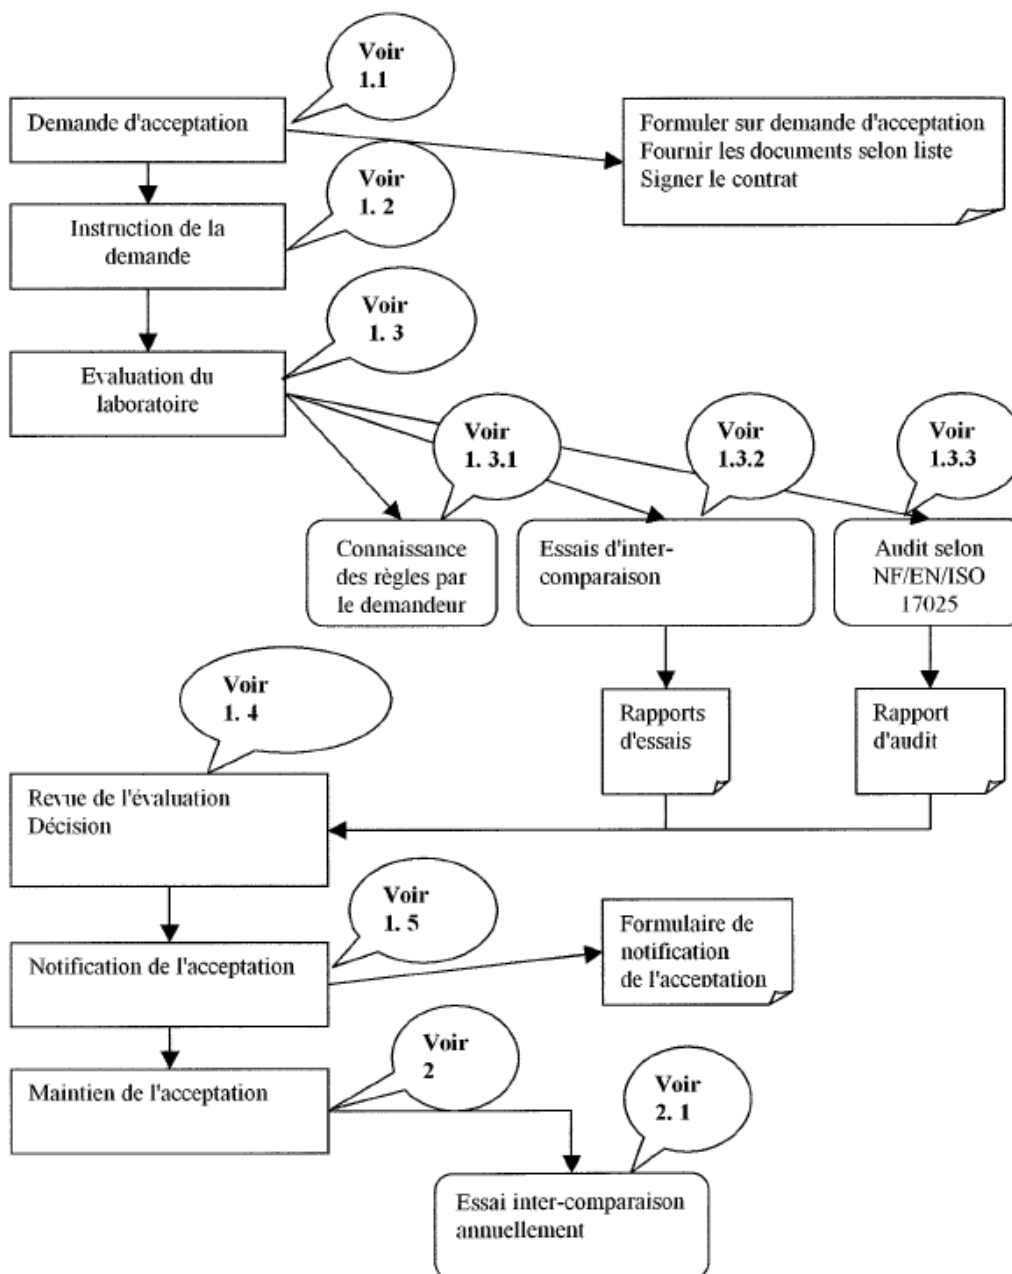 Voir
1.1
Demande d'acceptation
Formuler sur demande d'acceptation
Fournir les documents selon liste
Signer le contrat
Voir
1. 2
Instruction de la
demande
Voir
1. 3
Evaluation du
laboratoire
Voir
1. 3.1
Voir
1.3.2
Voir
1.3.3
Connaissance
des règles par
le demandeur
Essais d'inter-
comparaison
Audit selon
NF/EN/ISO
17025
Voir
1. 4
Rapports
d'essais
Rapport
d'audit
Revue de l'évaluation
Décision
Voir
1. 5
Notification de l'acceptation
Formulaire de
notification
de l'acceptation
Voir
2
Maintien de l'acceptation
Voir
2. 1
Essai inter-comparaison
annuellement